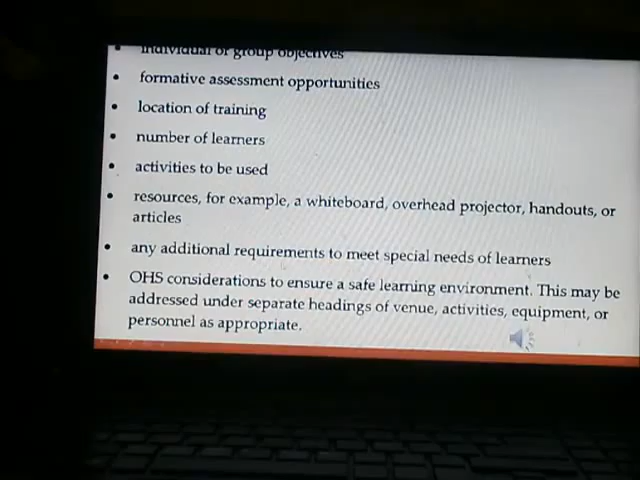 • individual or group objectives
• formative assessment opportunities
• location of training
• number of learners
• activities to be used
• resources, for example, a whiteboard, overhead projector, handouts, or
articles
• any additional requirements to meet special needs of learners
• OHS considerations to ensure a safe learning environment. This may be
addressed under separate headings of venue, activities, equipment, or
personnel as appropriate.